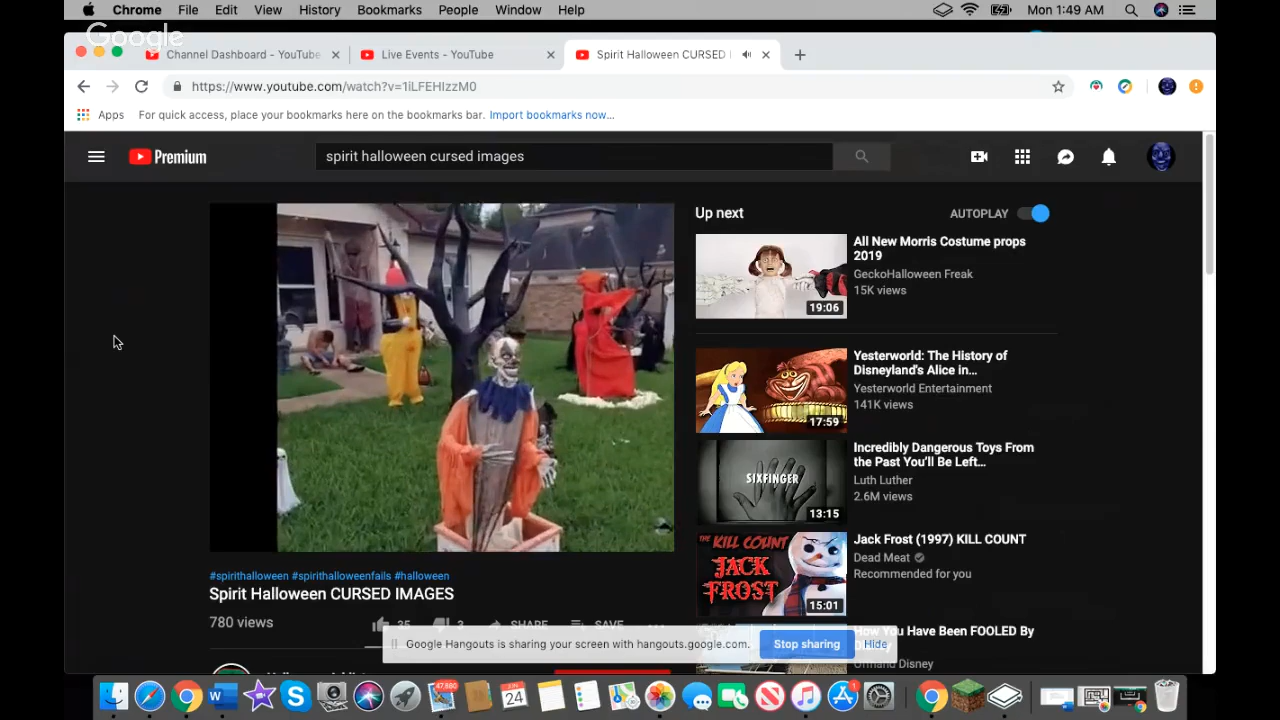 Chrome File Edit View History Bookmarks People Window Help Mon 1:49 AM
Google
Channel Dashboard - YouTube Live Events - YouTube Spirit Halloween CURSED I
https://www.youtube.com/watch?v=1iLFEHIzzM0
Apps For quick access, place your bookmarks here on the bookmarks bar. Import bookmarks now...
Premium
spirit halloween cursed images
Up next
AUTOPLAY
All New Morris Costume props
2019
GeckoHalloween Freak
15K views
19:06
Yesterworld: The History of
Disneyland's Alice in...
Yesterworld Entertainment
141K views
17:59
Incredibly Dangerous Toys From
the Past You'll Be Left...
Luth Luther
2.6M views
SIXFINGER
13:15
Jack Frost (1997) KILL COUNT
Dead Meat
Recommended for you
THE KILL COUNT
JACK
FROST
15:01
How You Have Been FOOLED By
Disney
#spirithalloween #spirithalloweenfails #halloween
Spirit Halloween CURSED IMAGES
780 views
35 3 SHARE SAVE
Google Hangouts is sharing your screen with hangouts.google.com. Stop sharing Hide
47,680
JUN
24
1